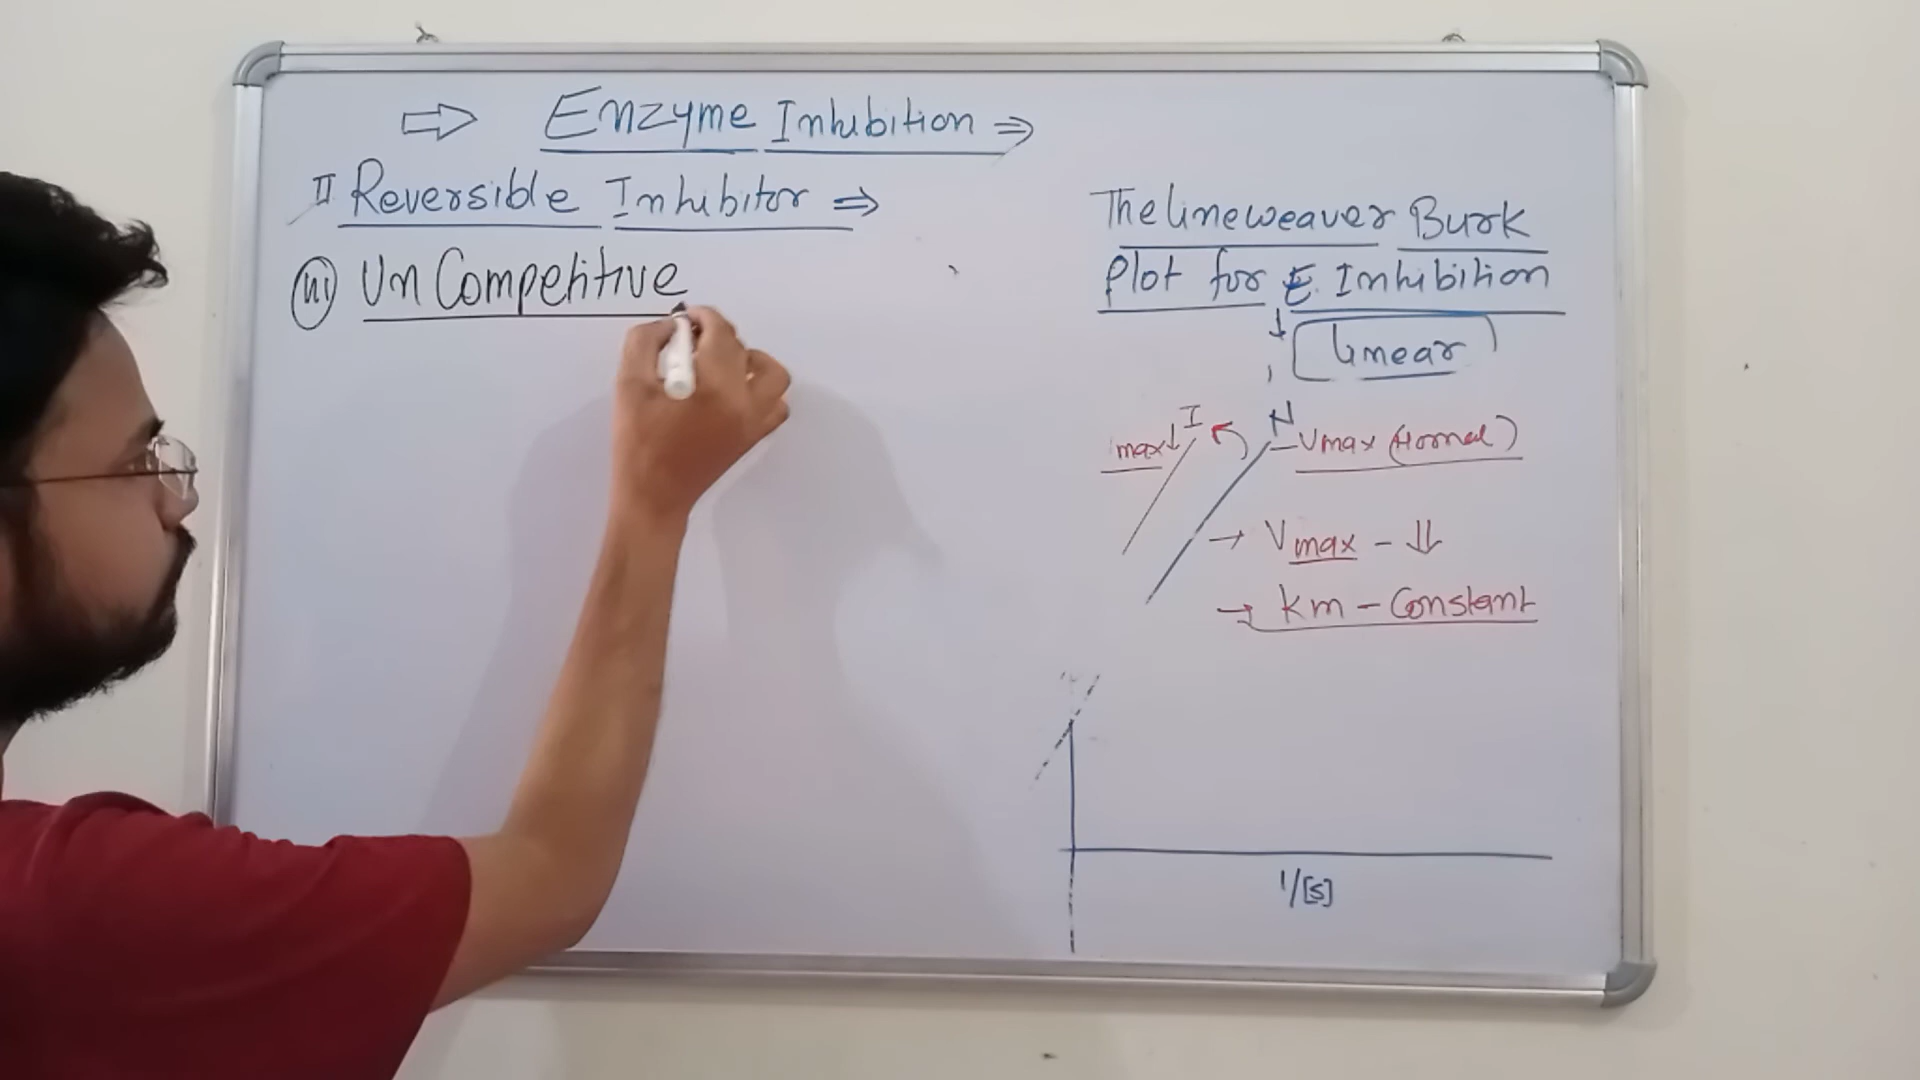 ⇒ Enzyme Inhibition ⇒
II Reversible Inhibitor ⇒
(iii) Un Competitive
The lineweaver Burk
Plot for E. Inhibition
↓ linear
I N
max↓ Vmax (Normal)
→ Vmax - ⇓
→ Km - Constant
1/[S]